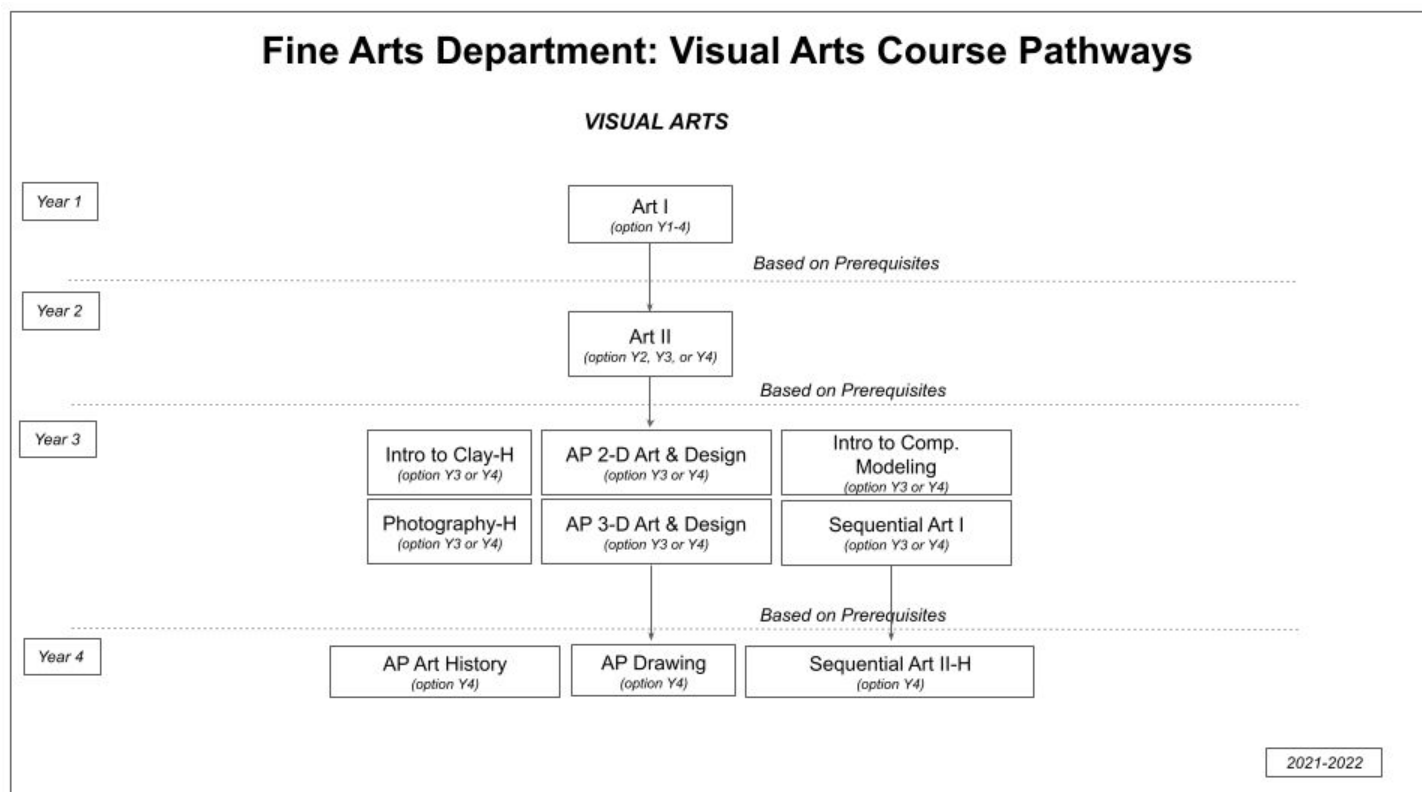 Fine Arts Department: Visual Arts Course Pathways
VISUAL ARTS
Year 1
Art I
(option Y1-4)
Based on Prerequisites
Year 2
Art II
(option Y2, Y3, or Y4)
Based on Prerequisites
Year 3
Intro to Clay-H
(option Y3 or Y4)
AP 2-D Art & Design
(option Y3 or Y4)
Intro to Comp.
Modeling
(option Y3 or Y4)
Photography-H
(option Y3 or Y4)
AP 3-D Art & Design
(option Y3 or Y4)
Sequential Art I
(option Y3 or Y4)
Based on Prerequisites
Year 4
AP Art History
(option Y4)
AP Drawing
(option Y4)
Sequential Art II-H
(option Y4)
2021-2022